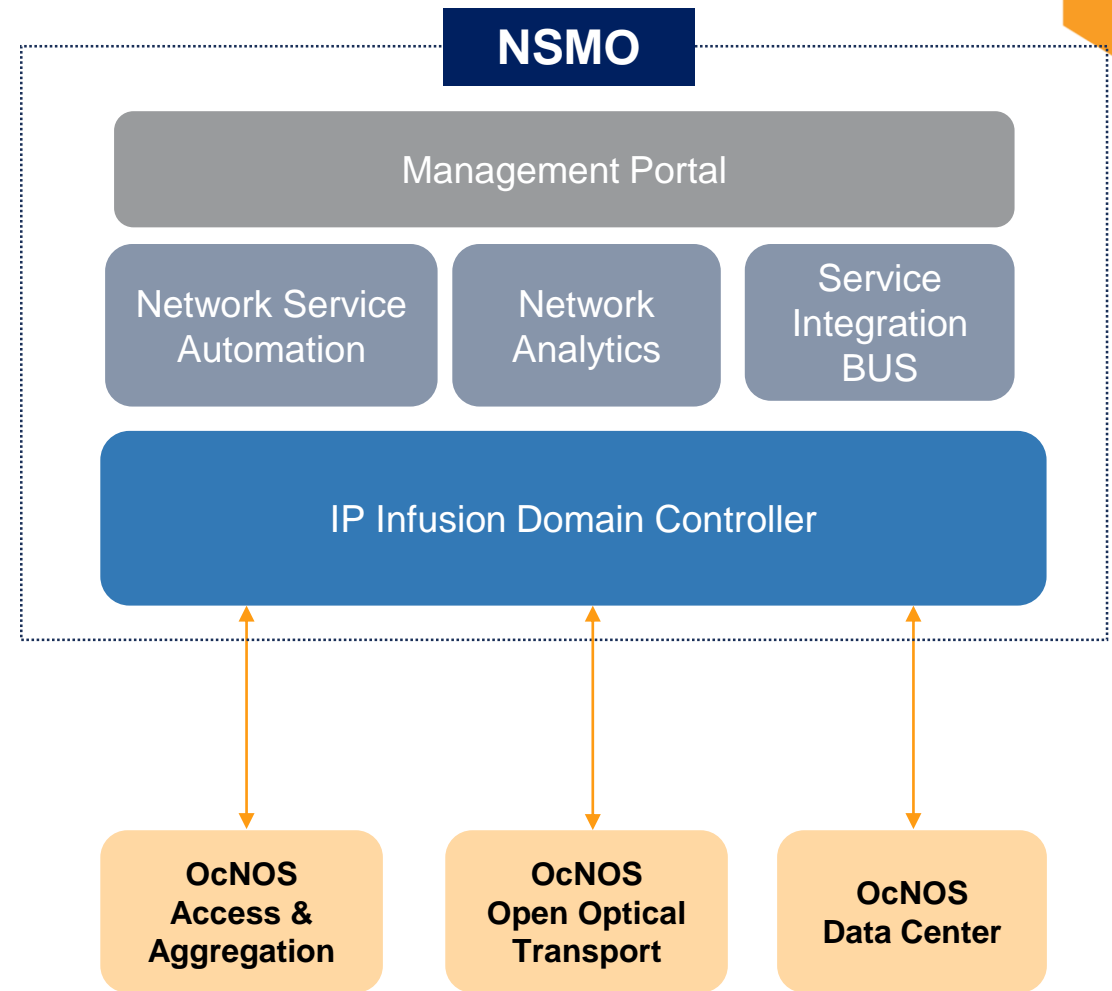 NSMO
Management Portal
Network Service
Automation
Network
Analytics
Service
Integration
BUS
IP Infusion Domain Controller
OcNOS
Access &
Aggregation
OcNOS
Open Optical
Transport
OcNOS
Data Center